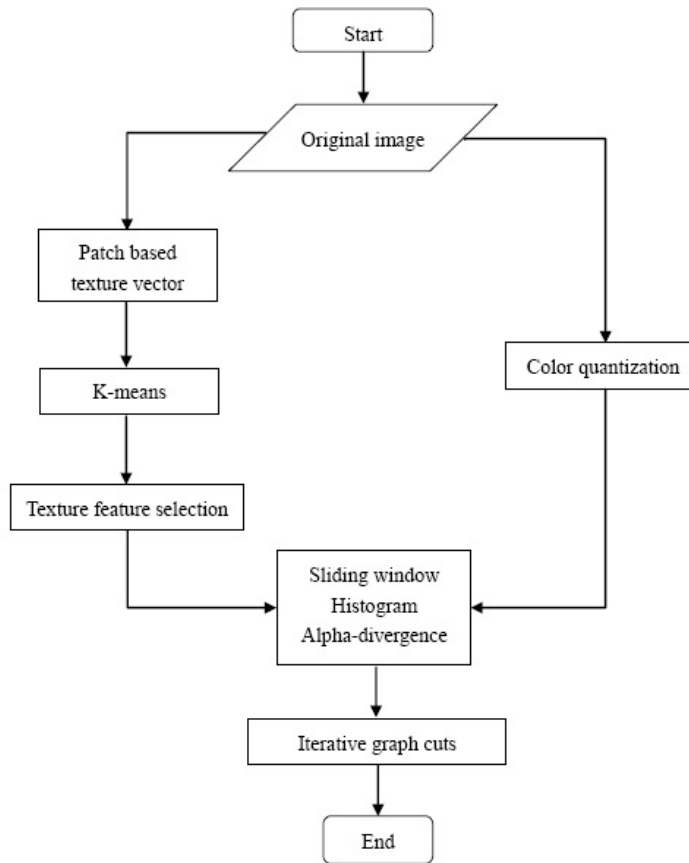 Start
Original image
Patch based
texture vector
K-means
Texture feature selection
Color quantization
Sliding window
Histogram
Alpha-divergence
Iterative graph cuts
End